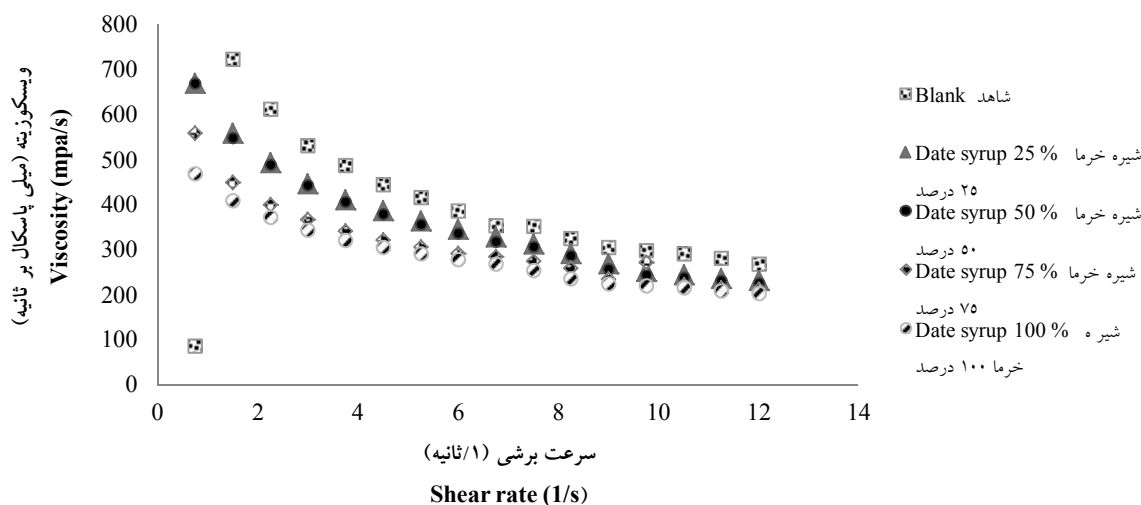 800
700
600
500
400
300
200
100
0
ویسکوزیته (میلی پاسکال بر ثانیه)
Viscosity (mpa/s)
0 2 4 6 8 10 12 14
سرعت برشی (۱/ثانیه)
Shear rate (1/s)
Blank شاهد
Date syrup 25 % شیره خرما
۲۵ درصد
Date syrup 50 % شیره خرما
۵۰ درصد
Date syrup 75 % شیره خرما
۷۵ درصد
Date syrup 100 % شیر ه
خرما ۱۰۰ درصد